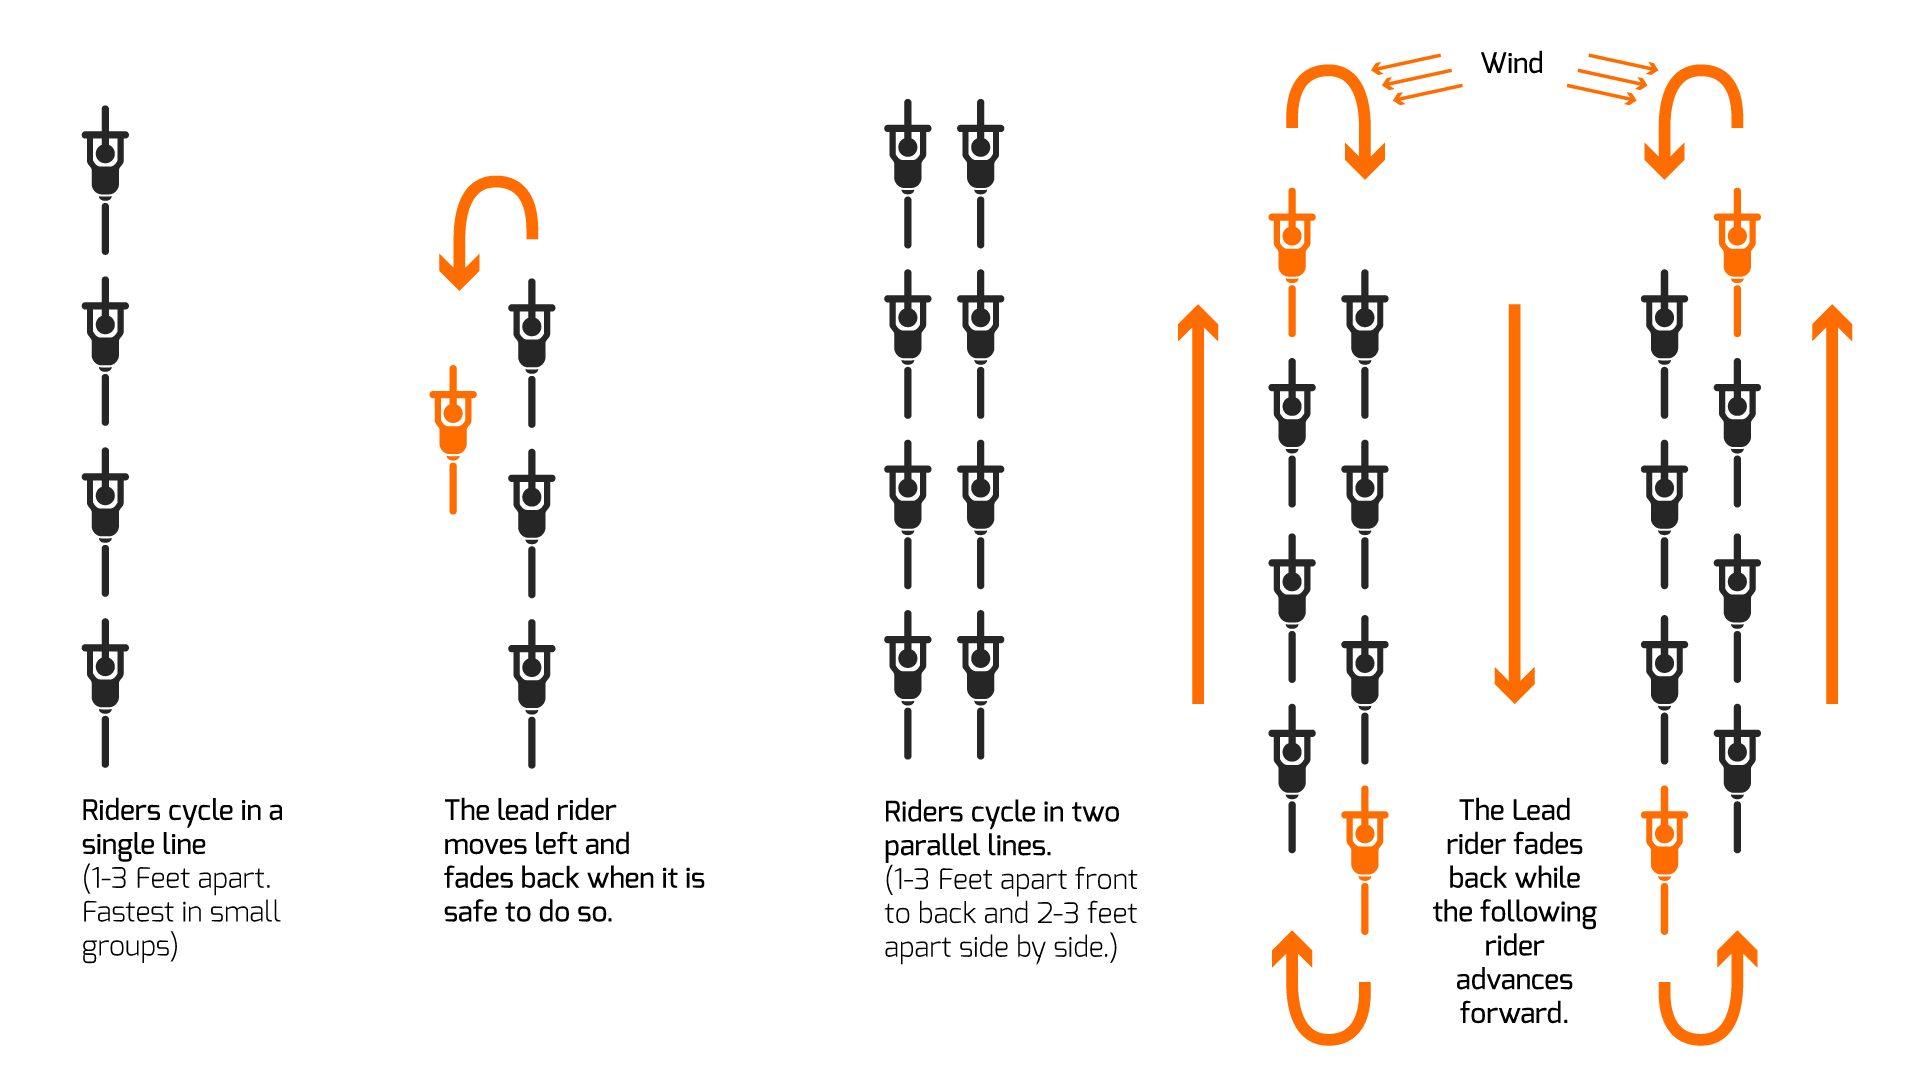 Wind
Riders cycle in a
single line
(1-3 Feet apart.
Fastest in small
groups)
The lead rider
moves left and
fades back when it is
safe to do so.
Riders cycle in two
parallel lines.
(1-3 Feet apart front
to back and 2-3 feet
apart side by side.)
The Lead
rider fades
back while
the following
rider
advances
forward.